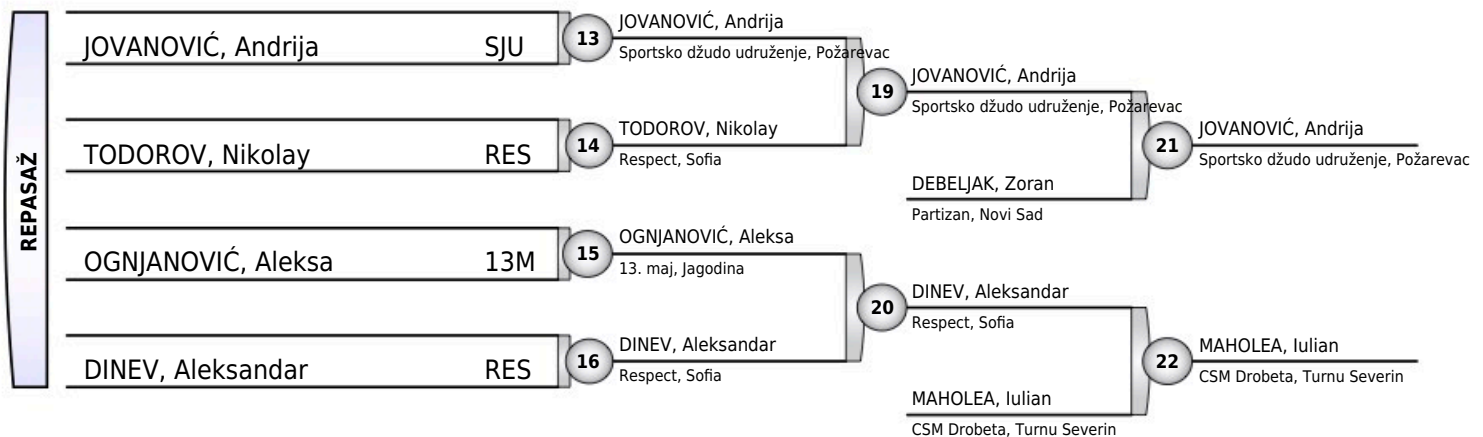 REPASAŽ
JOVANOVIĆ, Andrija SJU
TODOROV, Nikolay RES
OGNJANOVIĆ, Aleksa 13M
DINEV, Aleksandar RES
13
JOVANOVIĆ, Andrija
Sportsko džudo udruženje, Požarevac
14
TODOROV, Nikolay
Respect, Sofia
15
OGNJANOVIĆ, Aleksa
13. maj, Jagodina
16
DINEV, Aleksandar
Respect, Sofia
19
JOVANOVIĆ, Andrija
Sportsko džudo udruženje, Požarevac
DEBELJAK, Zoran
Partizan, Novi Sad
20
DINEV, Aleksandar
Respect, Sofia
MAHOLEA, Iulian
CSM Drobeta, Turnu Severin
21
JOVANOVIĆ, Andrija
Sportsko džudo udruženje, Požarevac
22
MAHOLEA, Iulian
CSM Drobeta, Turnu Severin